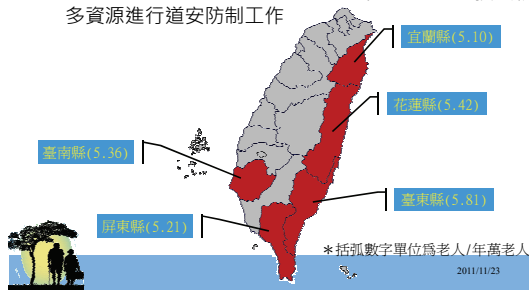 多資源進行道安防制工作
宜蘭縣(5.10)
花蓮縣(5.42)
臺南縣(5.36)
臺東縣(5.81)
屏東縣(5.21)
＊括弧數字單位爲老人/年萬老人
2011/11/23